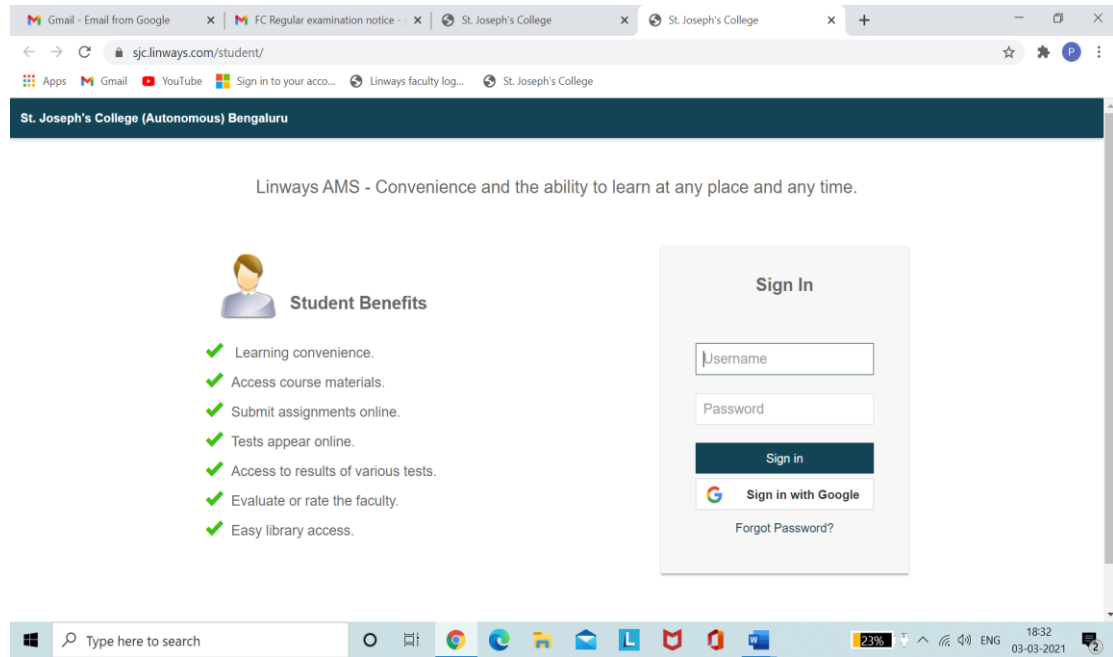 Gmail - Email from Google
FC Regular examination notice -
St. Joseph's College
St. Joseph's College
sjc.linways.com/student/
P
Apps Gmail YouTube Sign in to your acco... Linways faculty log... St. Joseph's College
St. Joseph's College (Autonomous) Bengaluru
Linways AMS - Convenience and the ability to learn at any place and any time.
Student Benefits
Learning convenience.
Access course materials.
Submit assignments online.
Tests appear online.
Access to results of various tests.
Evaluate or rate the faculty.
Easy library access.
Sign In
Username
Password
Sign in
Sign in with Google
Forgot Password?
Type here to search
L
23%
ENG
18:32
03-03-2021
2